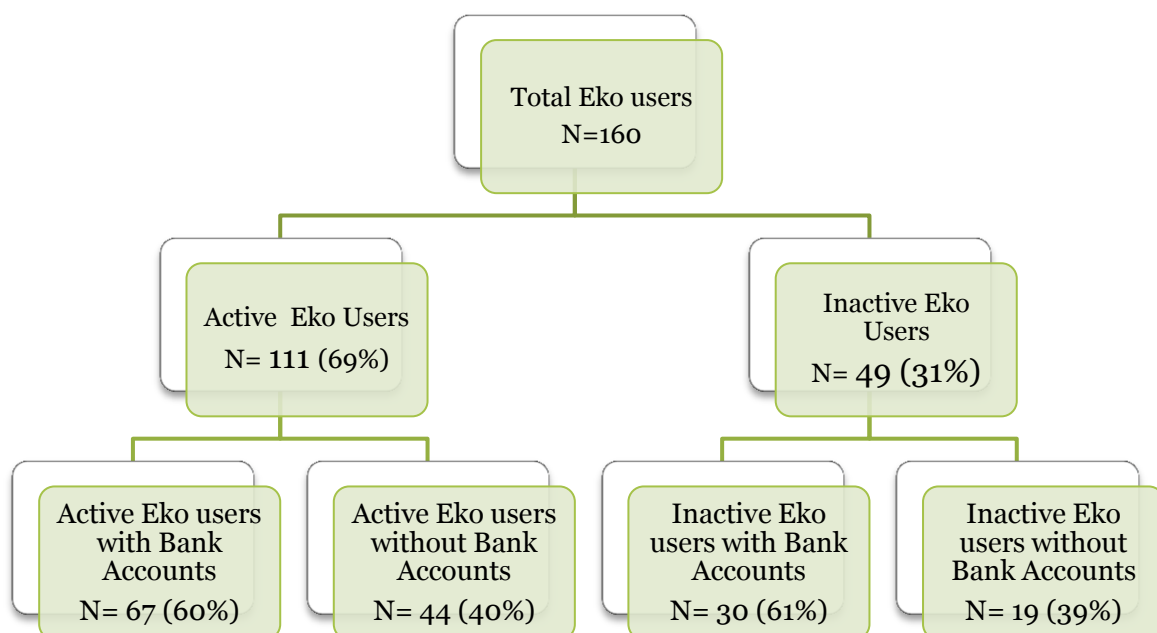 Total Eko users
N=160
Active  Eko Users
N= 111 (69%)
Inactive Eko
Users
N= 49 (31%)
Active Eko users
with Bank
Accounts
N= 67 (60%)
Active Eko users
without Bank
Accounts
N= 44 (40%)
Inactive Eko
users with Bank
Accounts
N= 30 (61%)
Inactive Eko
users without
Bank Accounts
N= 19 (39%)